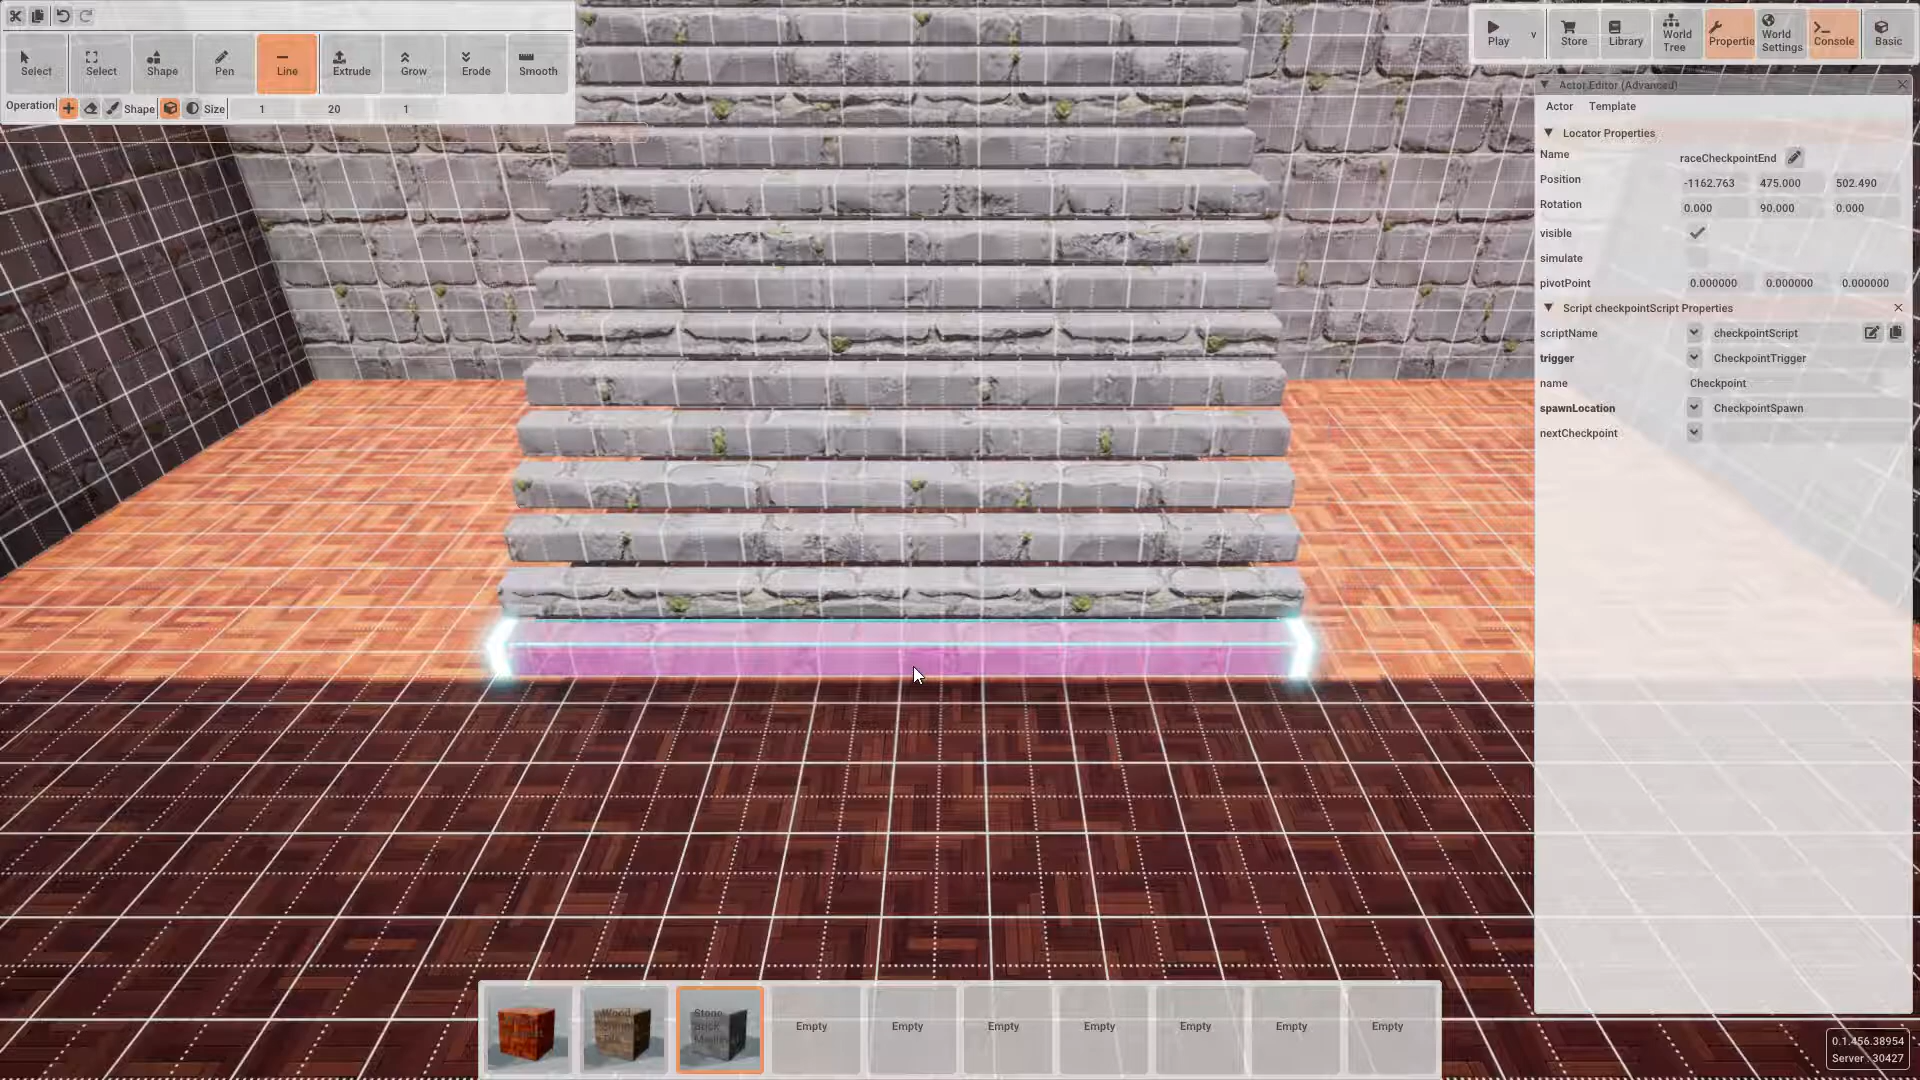 Select
Select
Shape
Pen
Line
Extrude
Grow
Erode
Smooth
Operation
Shape
Size
1
20
1
Play
Store
Library
World Tree
Propertie
World Settings
Console
Basic
Actor Editor (Advanced)
Actor Template
Locator Properties
Name raceCheckpointEnd
Position -1162.763 475.000 502.490
Rotation 0.000 90.000 0.000
visible
simulate
pivotPoint 0.000000 0.000000 0.000000
Script checkpointScript Properties
scriptName checkpointScript
trigger CheckpointTrigger
name Checkpoint
spawnLocation CheckpointSpawn
nextCheckpoint
Wood
Stone
Brick
Empty
Empty
Empty
Empty
Empty
Empty
Empty
0.1.456.38954
Server : 30427